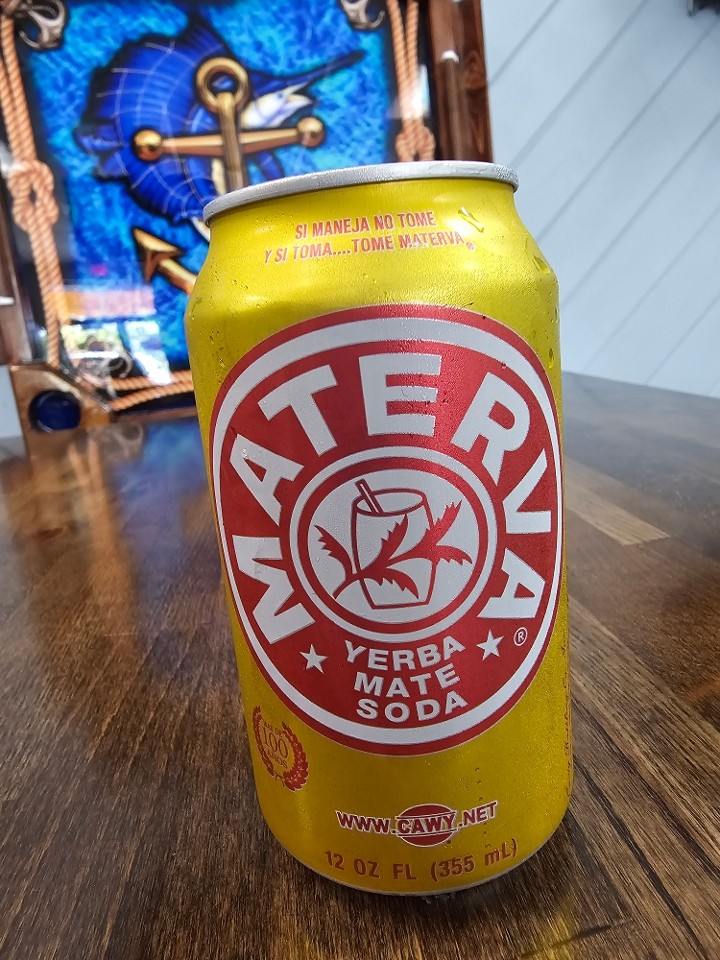 SI MANEJA NO TOME
Y SI TOMA....TOME MATERVA®
MATERVA
®
YERBA
MATE
SODA
100
WWW.CAWY.NET
12 OZ FL (355 mL)